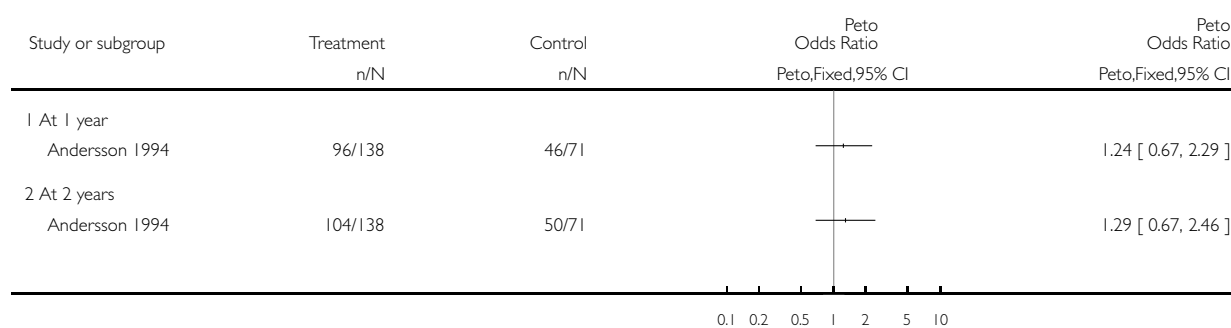 Study or subgroup Treatment Control Peto Odds Ratio Peto Odds Ratio
n/N n/N Peto,Fixed,95% CI Peto,Fixed,95% CI
1 At 1 year
Andersson 1994 96/138 46/71 1.24 [ 0.67, 2.29 ]
2 At 2 years
Andersson 1994 104/138 50/71 1.29 [ 0.67, 2.46 ]
0.1 0.2 0.5 1 2 5 10